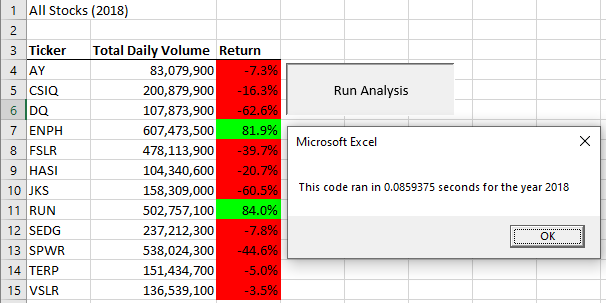 1 All Stocks (2018)
2
3 Ticker Total Daily Volume Return
4 AY 83,079,900 -7.3%
5 CSIQ 200,879,900 -16.3%
6 DQ 107,873,900 -62.6%
7 ENPH 607,473,500 81.9%
8 FSLR 478,113,900 -39.7%
9 HASI 104,340,600 -20.7%
10 JKS 158,309,000 -60.5%
11 RUN 502,757,100 84.0%
12 SEDG 237,212,300 -7.8%
13 SPWR 538,024,300 -44.6%
14 TERP 151,434,700 -5.0%
15 VSLR 136,539,100 -3.5%
Run Analysis
Microsoft Excel
This code ran in 0.0859375 seconds for the year 2018
OK